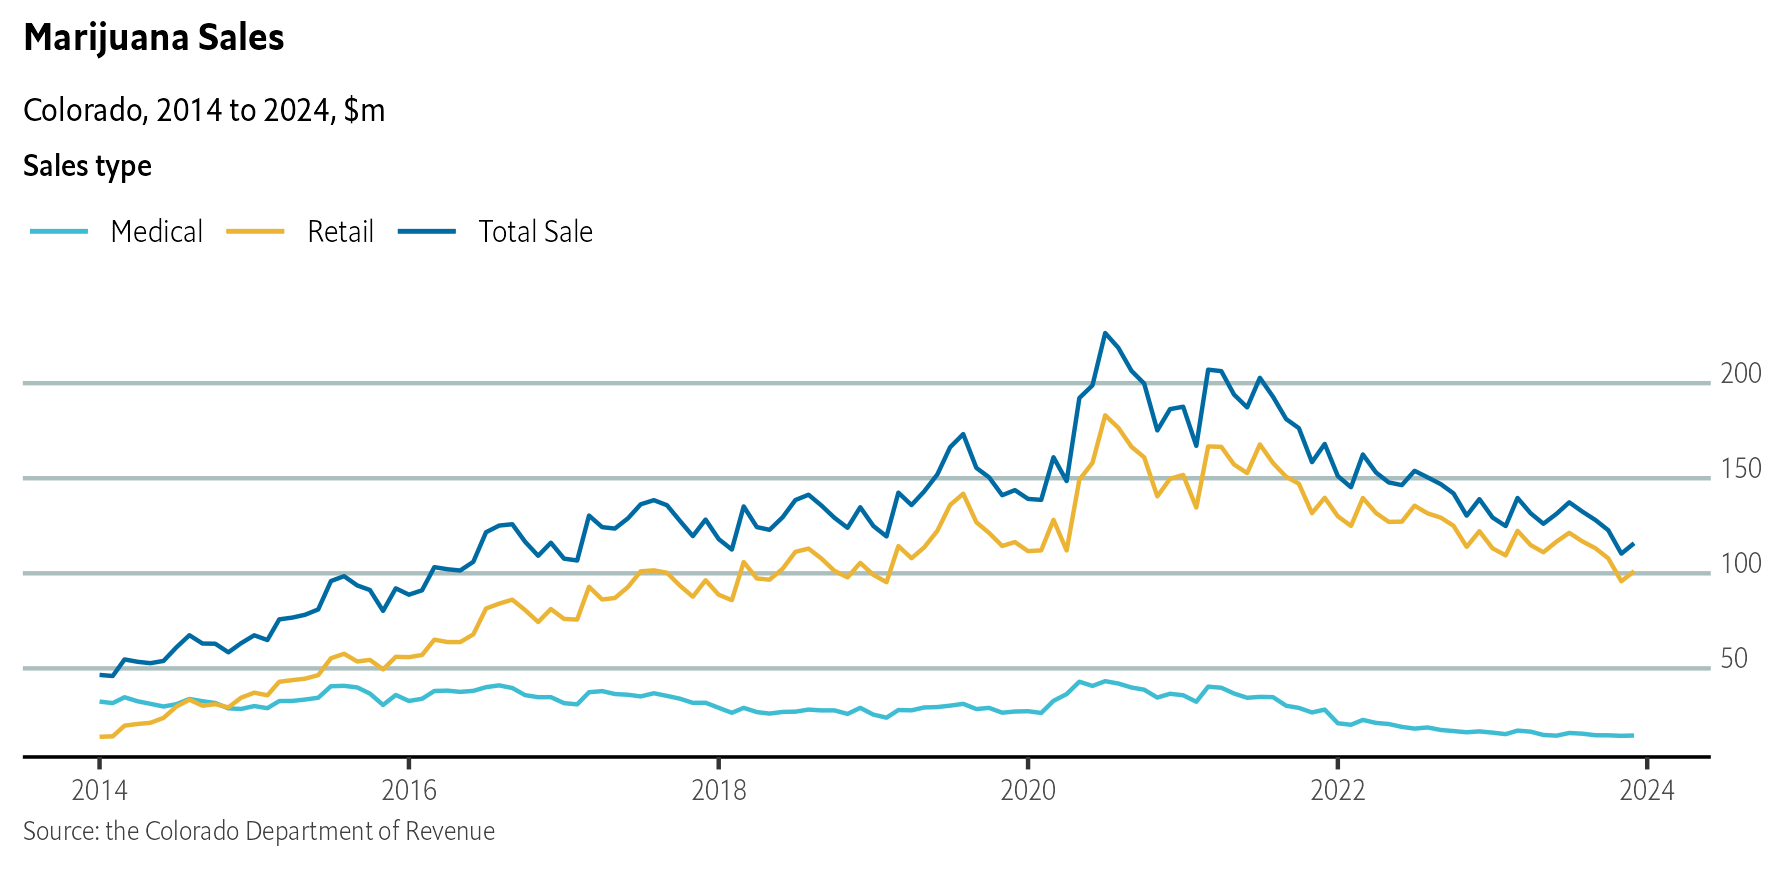 Marijuana Sales
Colorado, 2014 to 2024, $m
Sales type
Medical Retail Total Sale
200
150
100
50
2014 2016 2018 2020 2022 2024
Source: the Colorado Department of Revenue